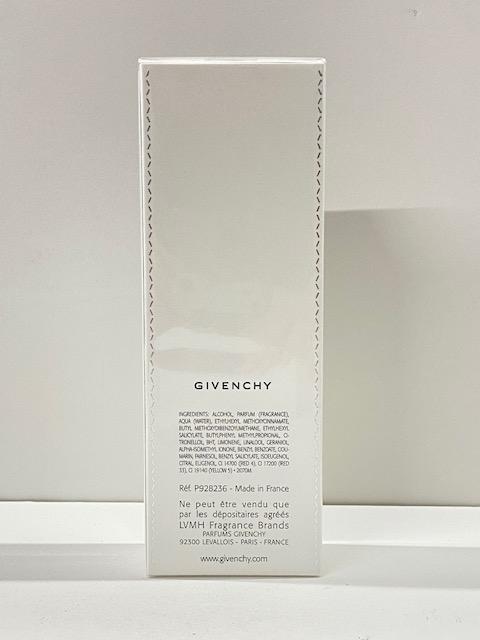 GIVENCHY
INGREDIENTS: ALCOHOL, PARFUM (FRAGRANCE),
AQUA (WATER), ETHYLHEXYL METHOXYCINNAMATE,
BUTYL METHOXYDIBENZOYLMETHANE, ETHYLHEXYL
SALICYLATE, BUTYLPHENYL METHYLPROPIONAL, CI-
TRONELLOL, BHT, LIMONENE, LINALOOL, GERANIOL,
ALPHA-ISOMETHYL IONONE, BENZYL BENZOATE, COU-
MARIN, FARNESOL, BENZYL SALICYLATE, ISOEUGENOL,
CITRAL, EUGENOL, CI 14700 (RED 4), CI 17200 (RED
33), CI 19140 (YELLOW 5) • 2070M.
Réf. P928236 - Made in France
Ne peut être vendu que
par les dépositaires agréés
LVMH Fragrance Brands
PARFUMS GIVENCHY
92300 LEVALLOIS - PARIS - FRANCE
www.givenchy.com